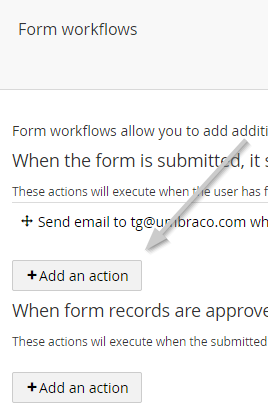 Form workflows
Form workflows allow you to add additi
When the form is submitted, it s
These actions will execute when the user has f
Send email to tg@umbraco.com wh
+Add an action
When form records are approve
These actions wil execute when the submitted
+Add an action